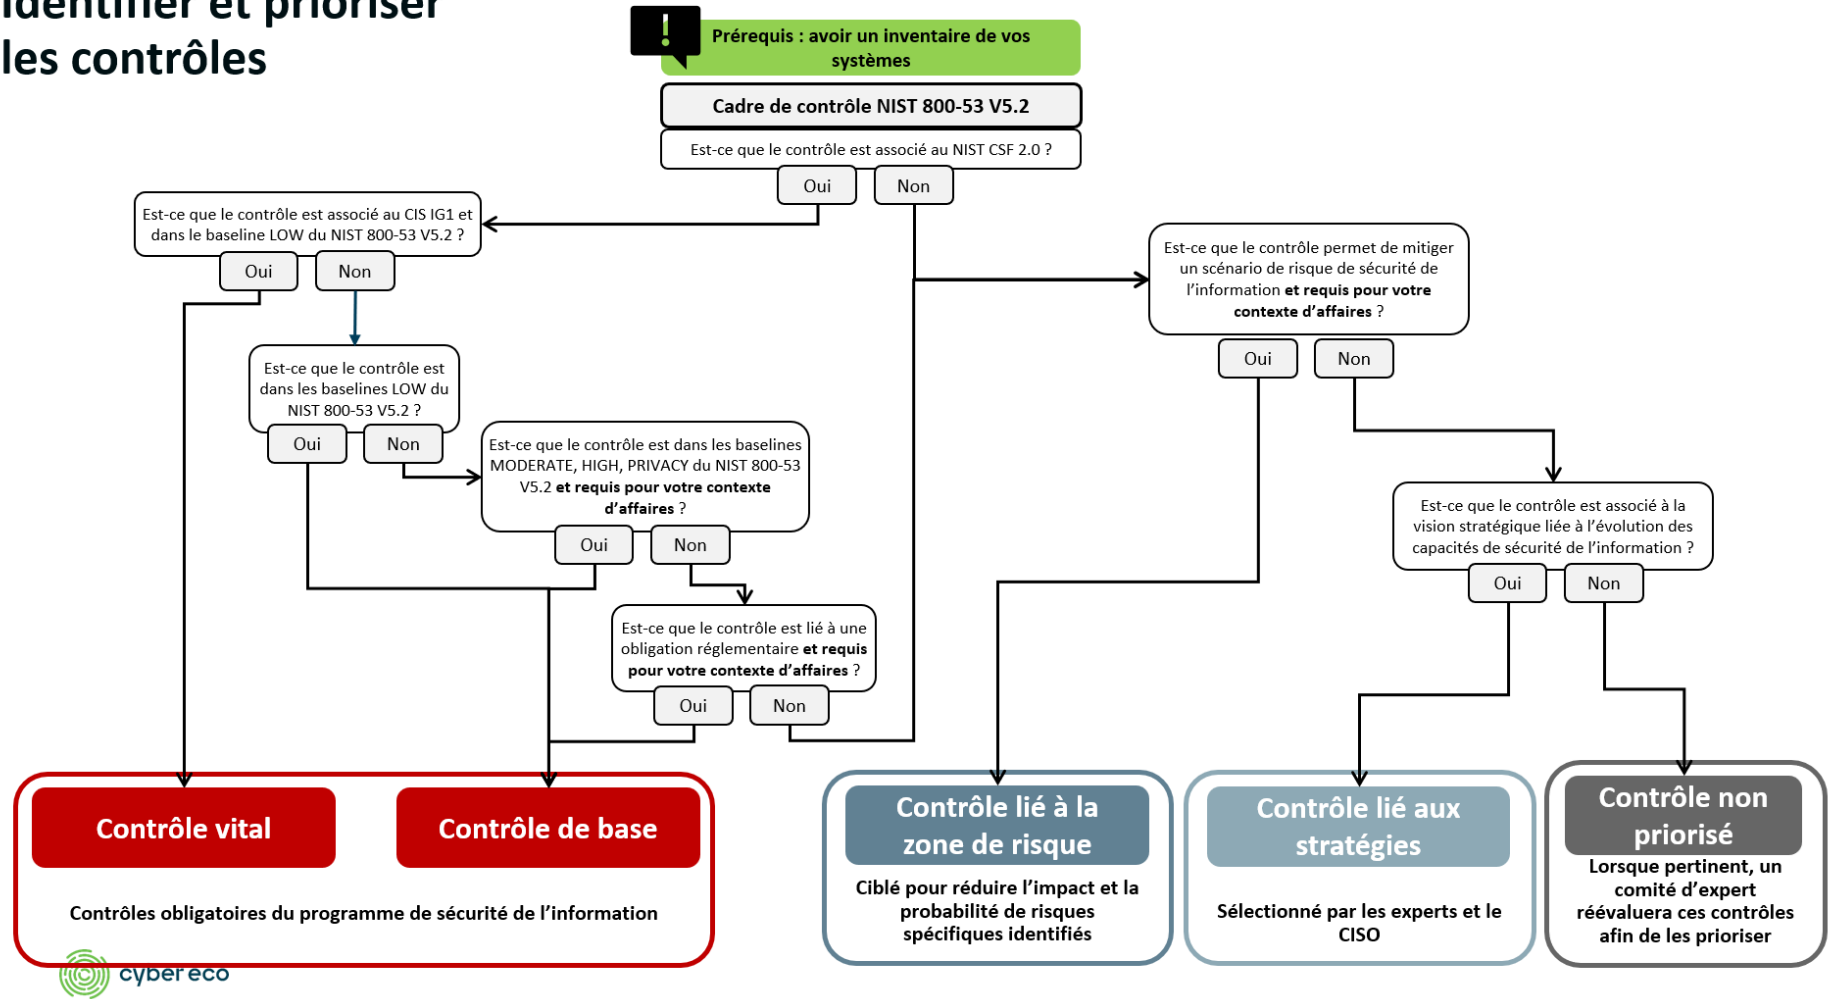 identifier et prioriser
les contrôles
Prérequis : avoir un inventaire de vos
systèmes
Cadre de contrôle NIST 800-53 V5.2
Est-ce que le contrôle est associé au NIST CSF 2.0 ?
Oui
Non
Est-ce que le contrôle est associé au CIS IG1 et
dans le baseline LOW du NIST 800-53 V5.2 ?
Oui
Non
Est-ce que le contrôle permet de mitiger
un scénario de risque de sécurité de
l’information et requis pour votre
contexte d’affaires ?
Oui
Non
Est-ce que le contrôle est
dans les baselines LOW du
NIST 800-53 V5.2 ?
Oui
Non
Est-ce que le contrôle est dans les baselines
MODERATE, HIGH, PRIVACY du NIST 800-53
V5.2 et requis pour votre contexte
d’affaires ?
Oui
Non
Est-ce que le contrôle est associé à la
vision stratégique liée à l’évolution des
capacités de sécurité de l’information ?
Oui
Non
Est-ce que le contrôle est lié à une
obligation réglementaire et requis
pour votre contexte d’affaires ?
Oui
Non
Contrôle vital
Contrôle de base
Contrôles obligatoires du programme de sécurité de l’information
Contrôle lié à la
zone de risque
Ciblé pour réduire l’impact et la
probabilité de risques
spécifiques identifiés
Contrôle lié aux
stratégies
Sélectionné par les experts et le
CISO
Contrôle non
priorisé
Lorsque pertinent, un
comité d’expert
réévaluera ces contrôles
afin de les prioriser
cyber eco